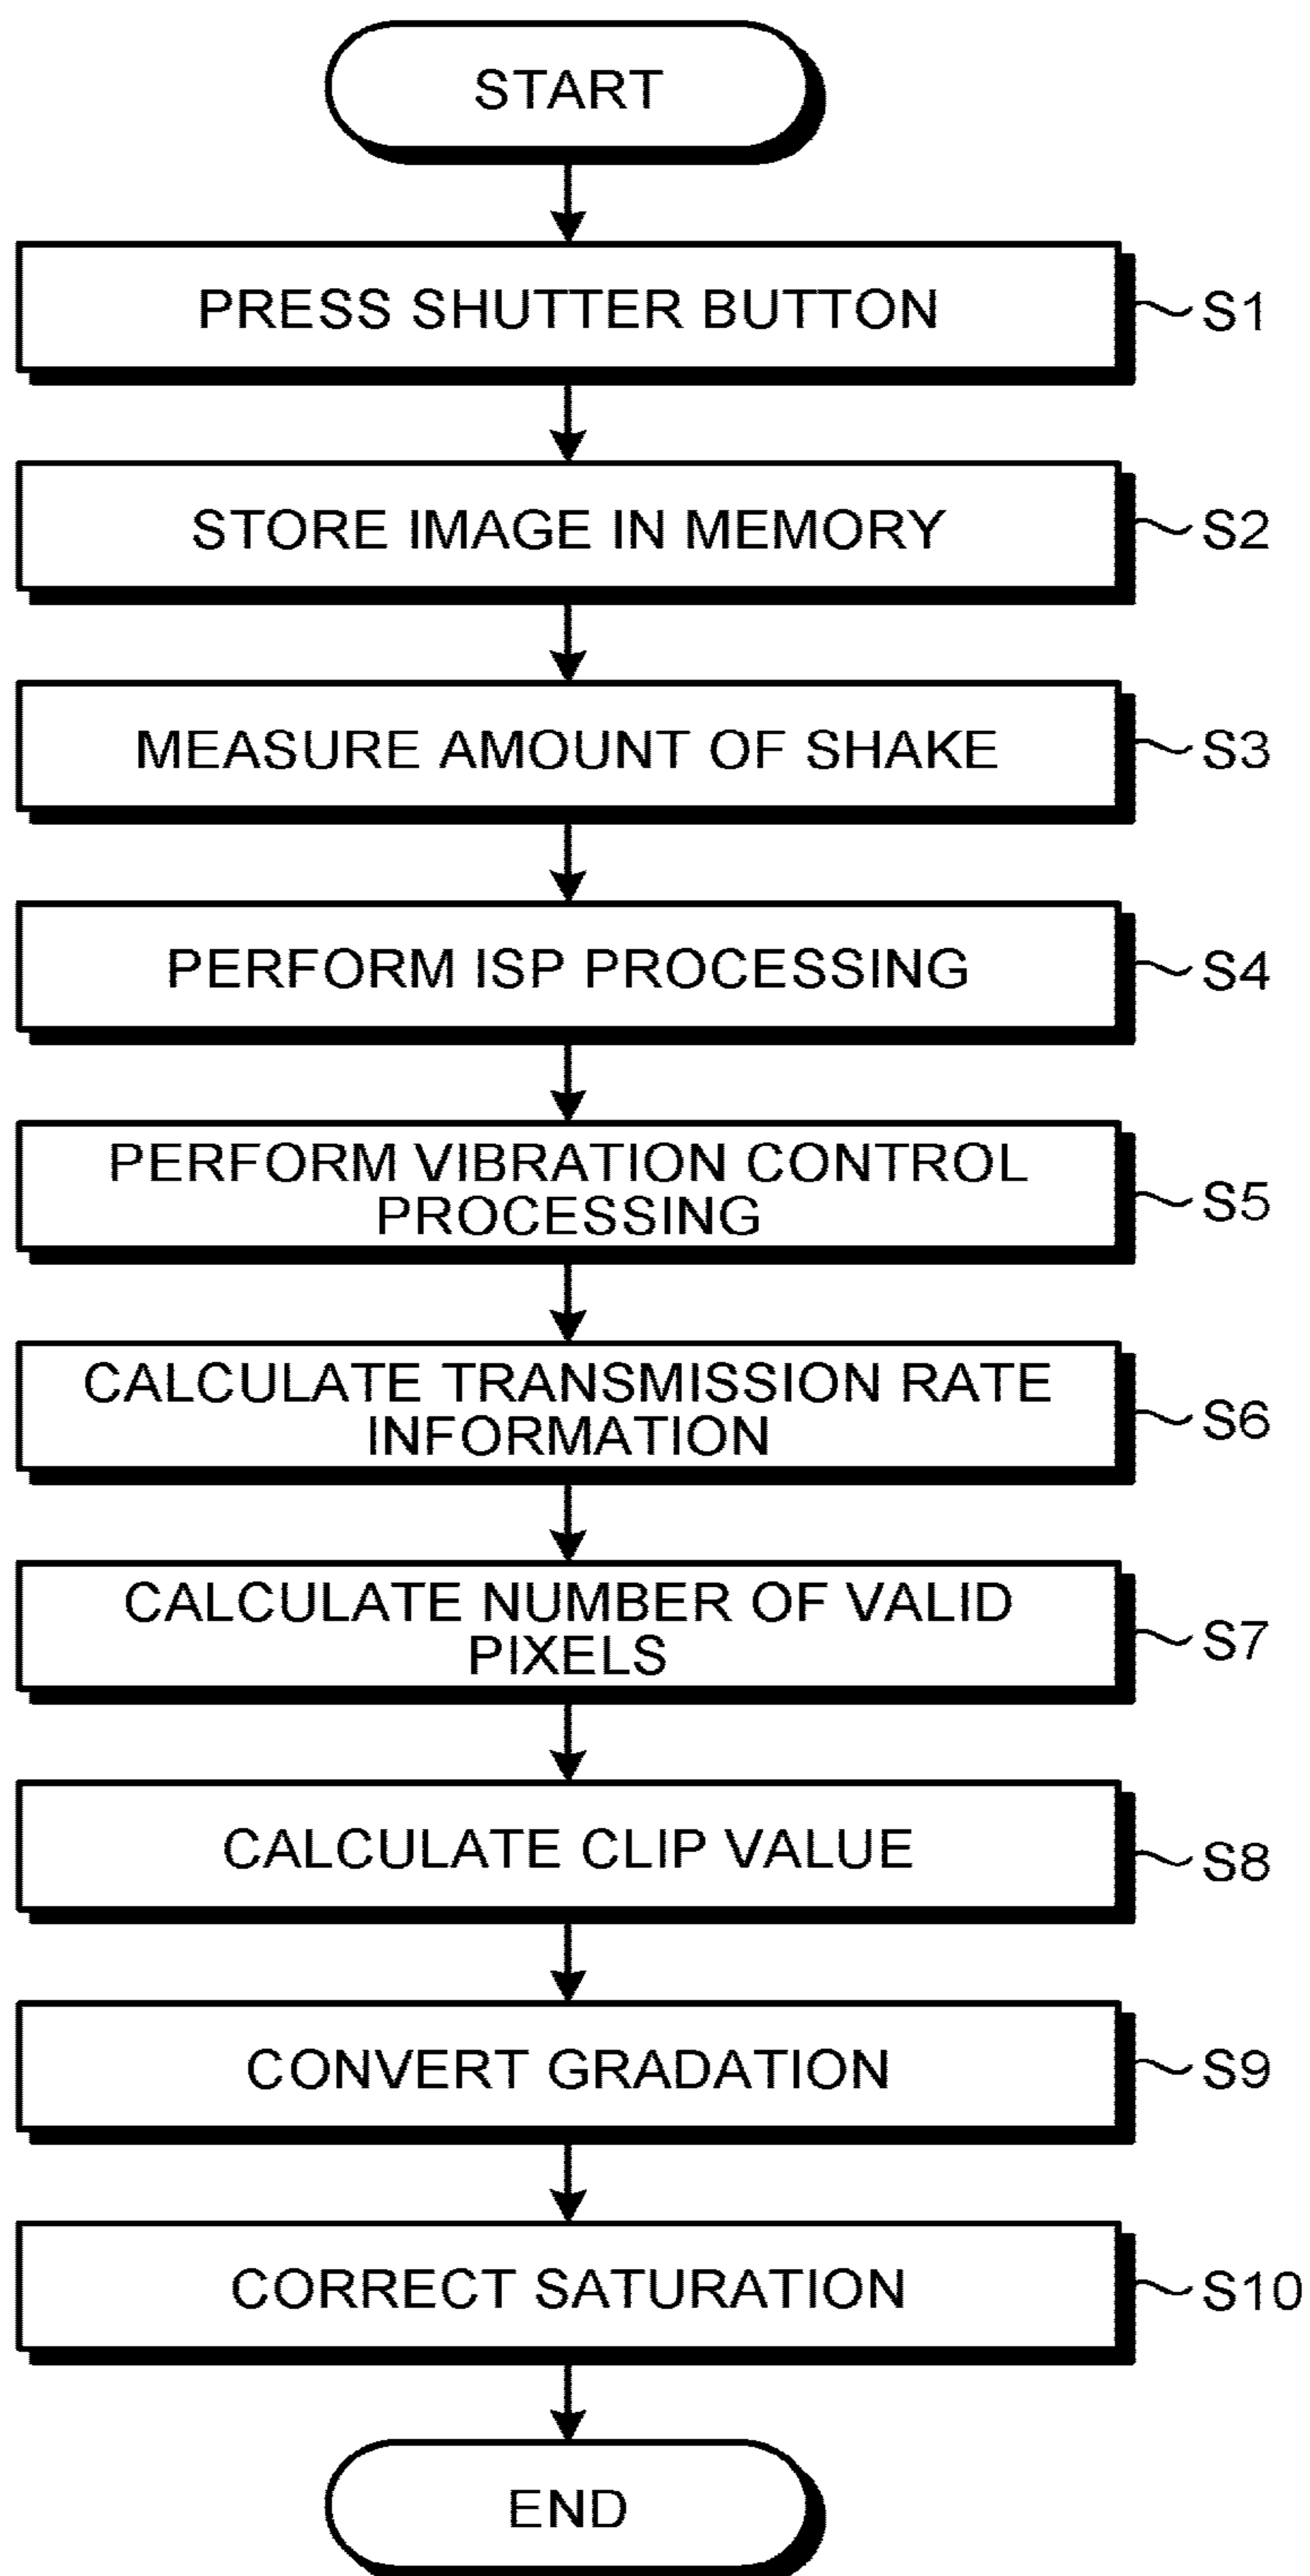 START
PRESS SHUTTER BUTTON
S1
STORE IMAGE IN MEMORY
S2
MEASURE AMOUNT OF SHAKE
S3
PERFORM ISP PROCESSING
S4
PERFORM VIBRATION CONTROL
PROCESSING
S5
CALCULATE TRANSMISSION RATE
INFORMATION
S6
CALCULATE NUMBER OF VALID
PIXELS
S7
CALCULATE CLIP VALUE
S8
CONVERT GRADATION
S9
CORRECT SATURATION
S10
END